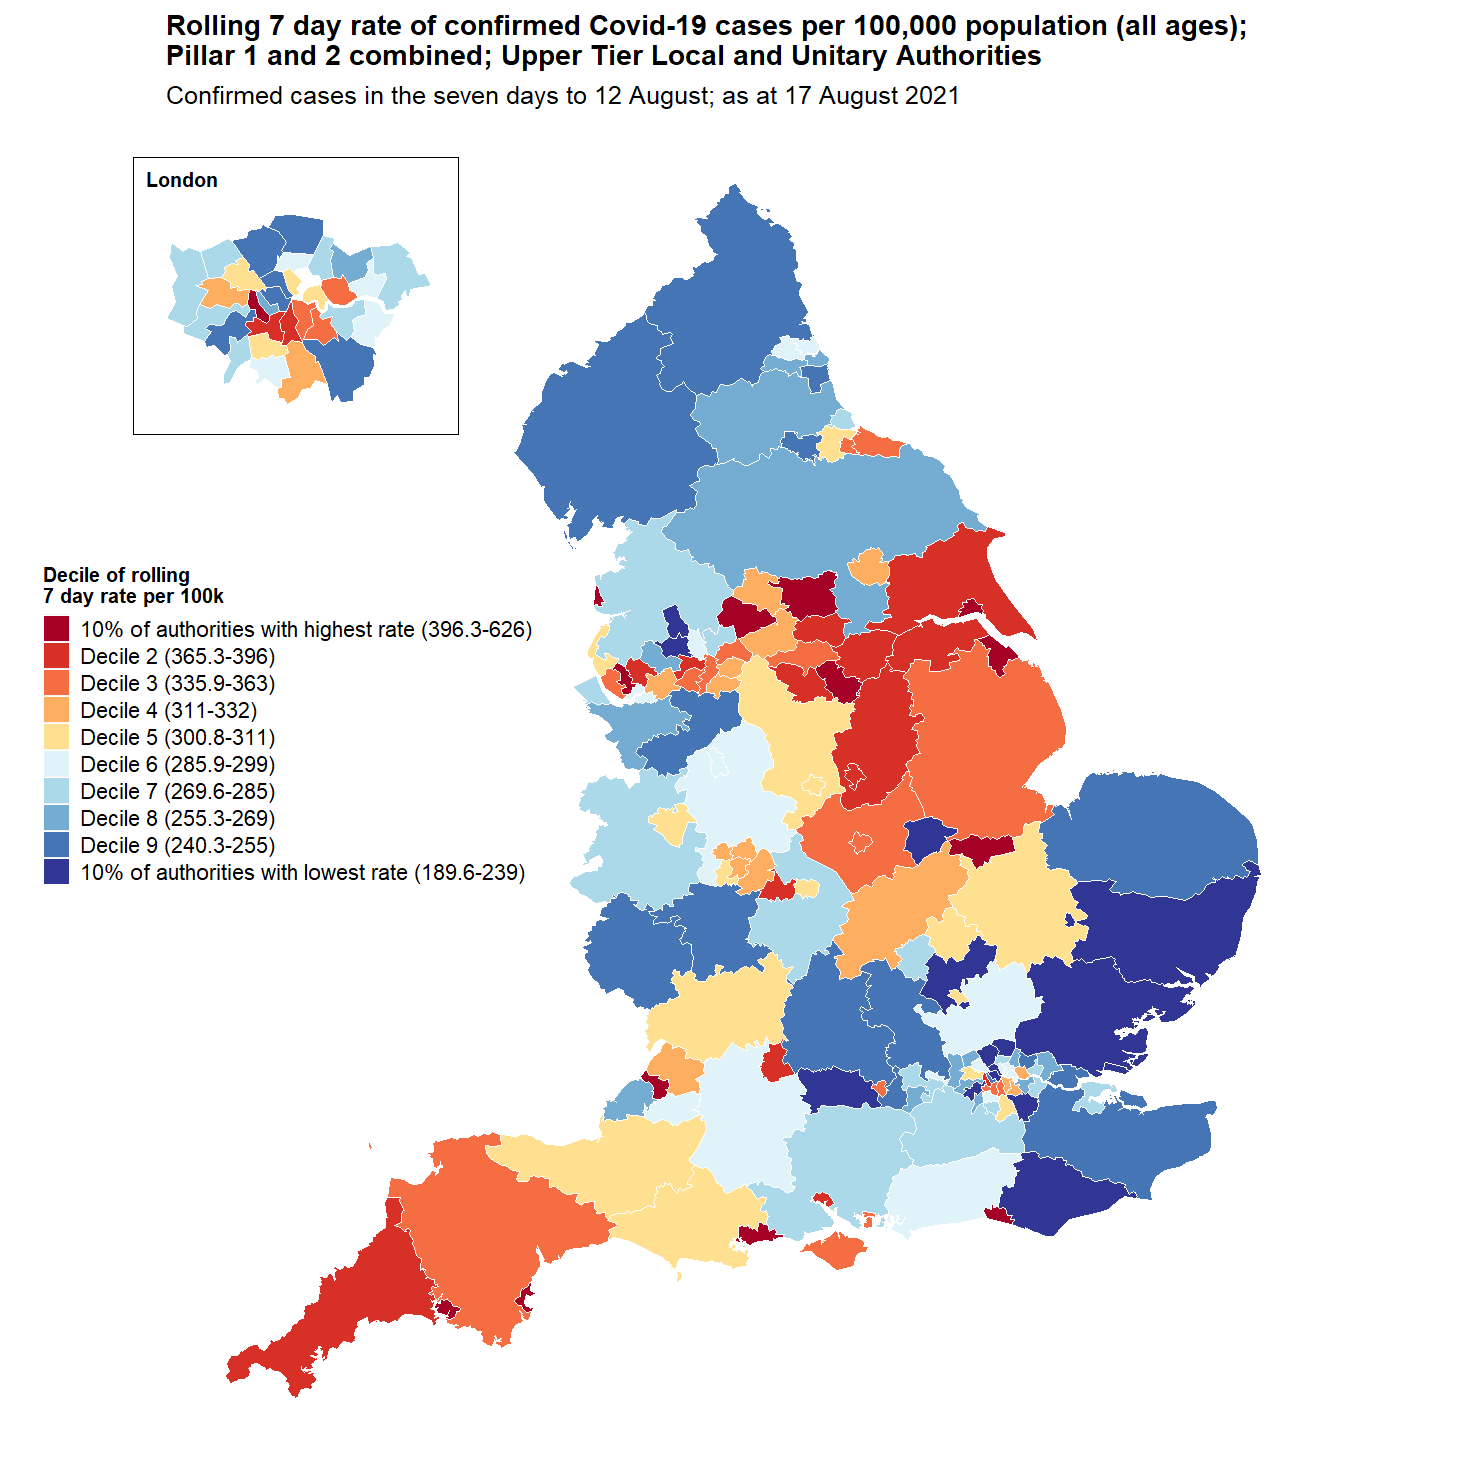 Rolling 7 day rate of confirmed Covid-19 cases per 100,000 population (all ages);
Pillar 1 and 2 combined; Upper Tier Local and Unitary Authorities
Confirmed cases in the seven days to 12 August; as at 17 August 2021
London
Decile of rolling
7 day rate per 100k
10% of authorities with highest rate (396.3-626)
Decile 2 (365.3-396)
Decile 3 (335.9-363)
Decile 4 (311-332)
Decile 5 (300.8-311)
Decile 6 (285.9-299)
Decile 7 (269.6-285)
Decile 8 (255.3-269)
Decile 9 (240.3-255)
10% of authorities with lowest rate (189.6-239)